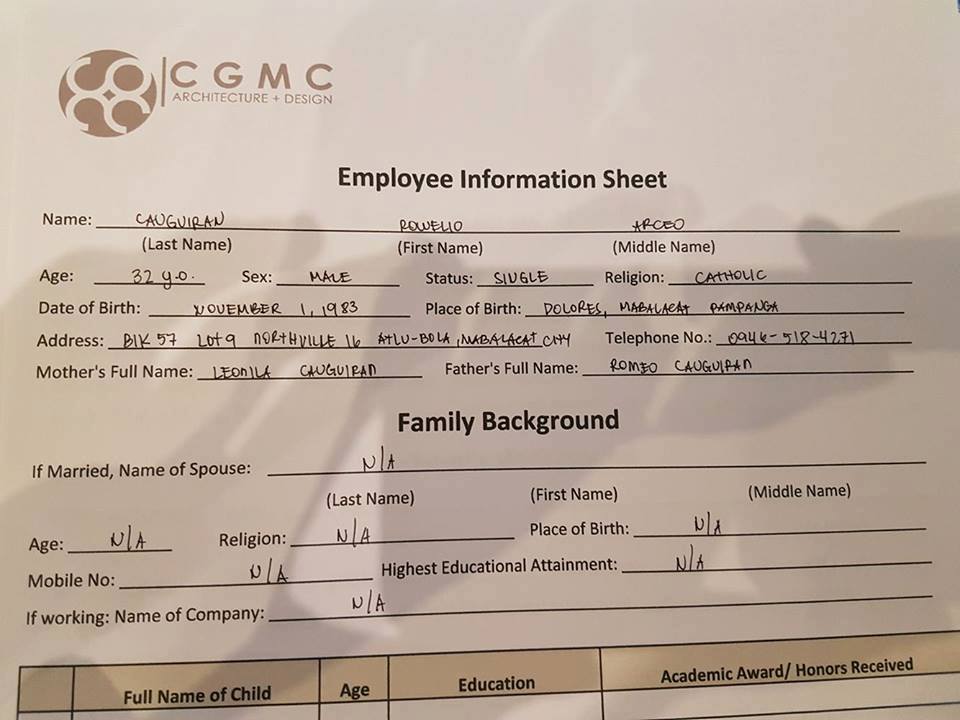 CGMC
ARCHITECTURE + DESIGN
Employee Information Sheet
Name: CAUGUIRAN ROWELIO ARCEO
(Last Name) (First Name) (Middle Name)
Age: 32 y.o. Sex: MALE Status: SINGLE Religion: CATHOLIC
Date of Birth: NOVEMBER 1, 1983 Place of Birth: DOLORES, MABALACAT PAMPANGA
Address: BlK 57 Lot 9 NORTHVILLE 16 ATLU-BOLA, MABALACAT CITY Telephone No.: 0946-518-4271
Mother's Full Name: LEONILA CAUGUIRAN Father's Full Name: ROMEO CAUGUIRAN
Family Background
If Married, Name of Spouse: N/A
(Last Name) (First Name) (Middle Name)
Age: N/A Religion: N/A Place of Birth: N/A
Mobile No: N/A Highest Educational Attainment: N/A
If working: Name of Company: N/A
Full Name of Child Age Education Academic Award/ Honors Received